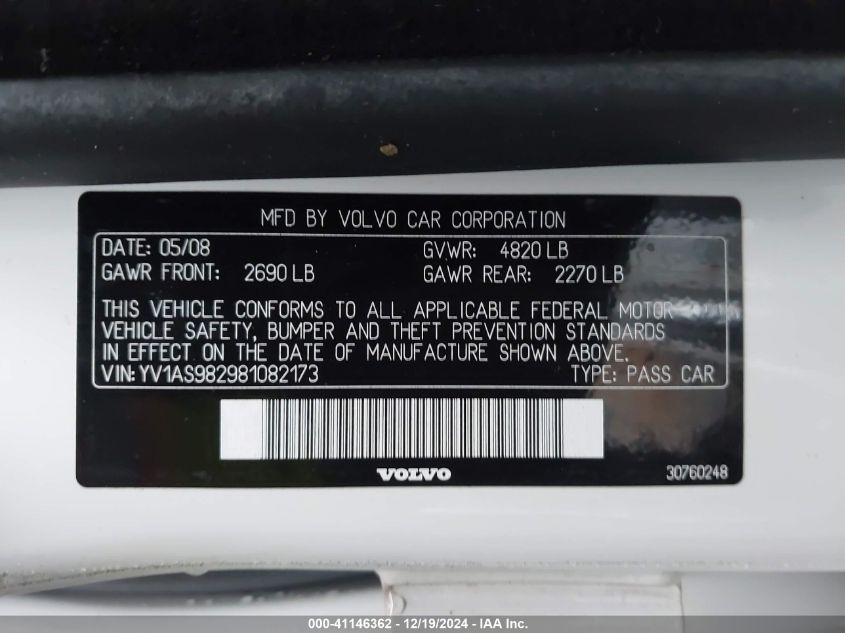 MFD BY VOLVO CAR CORPORATION
DATE: 05/08 GVWR: 4820 LB
GAWR FRONT: 2690 LB GAWR REAR: 2270 LB
THIS VEHICLE CONFORMS TO ALL APPLICABLE FEDERAL MOTOR
VEHICLE SAFETY, BUMPER AND THEFT PREVENTION STANDARDS
IN EFFECT ON THE DATE OF MANUFACTURE SHOWN ABOVE.
VIN: YV1AS982981082173 TYPE: PASS CAR
VOLVO 30760248
000-41146362 - 12/19/2024 - IAA Inc.